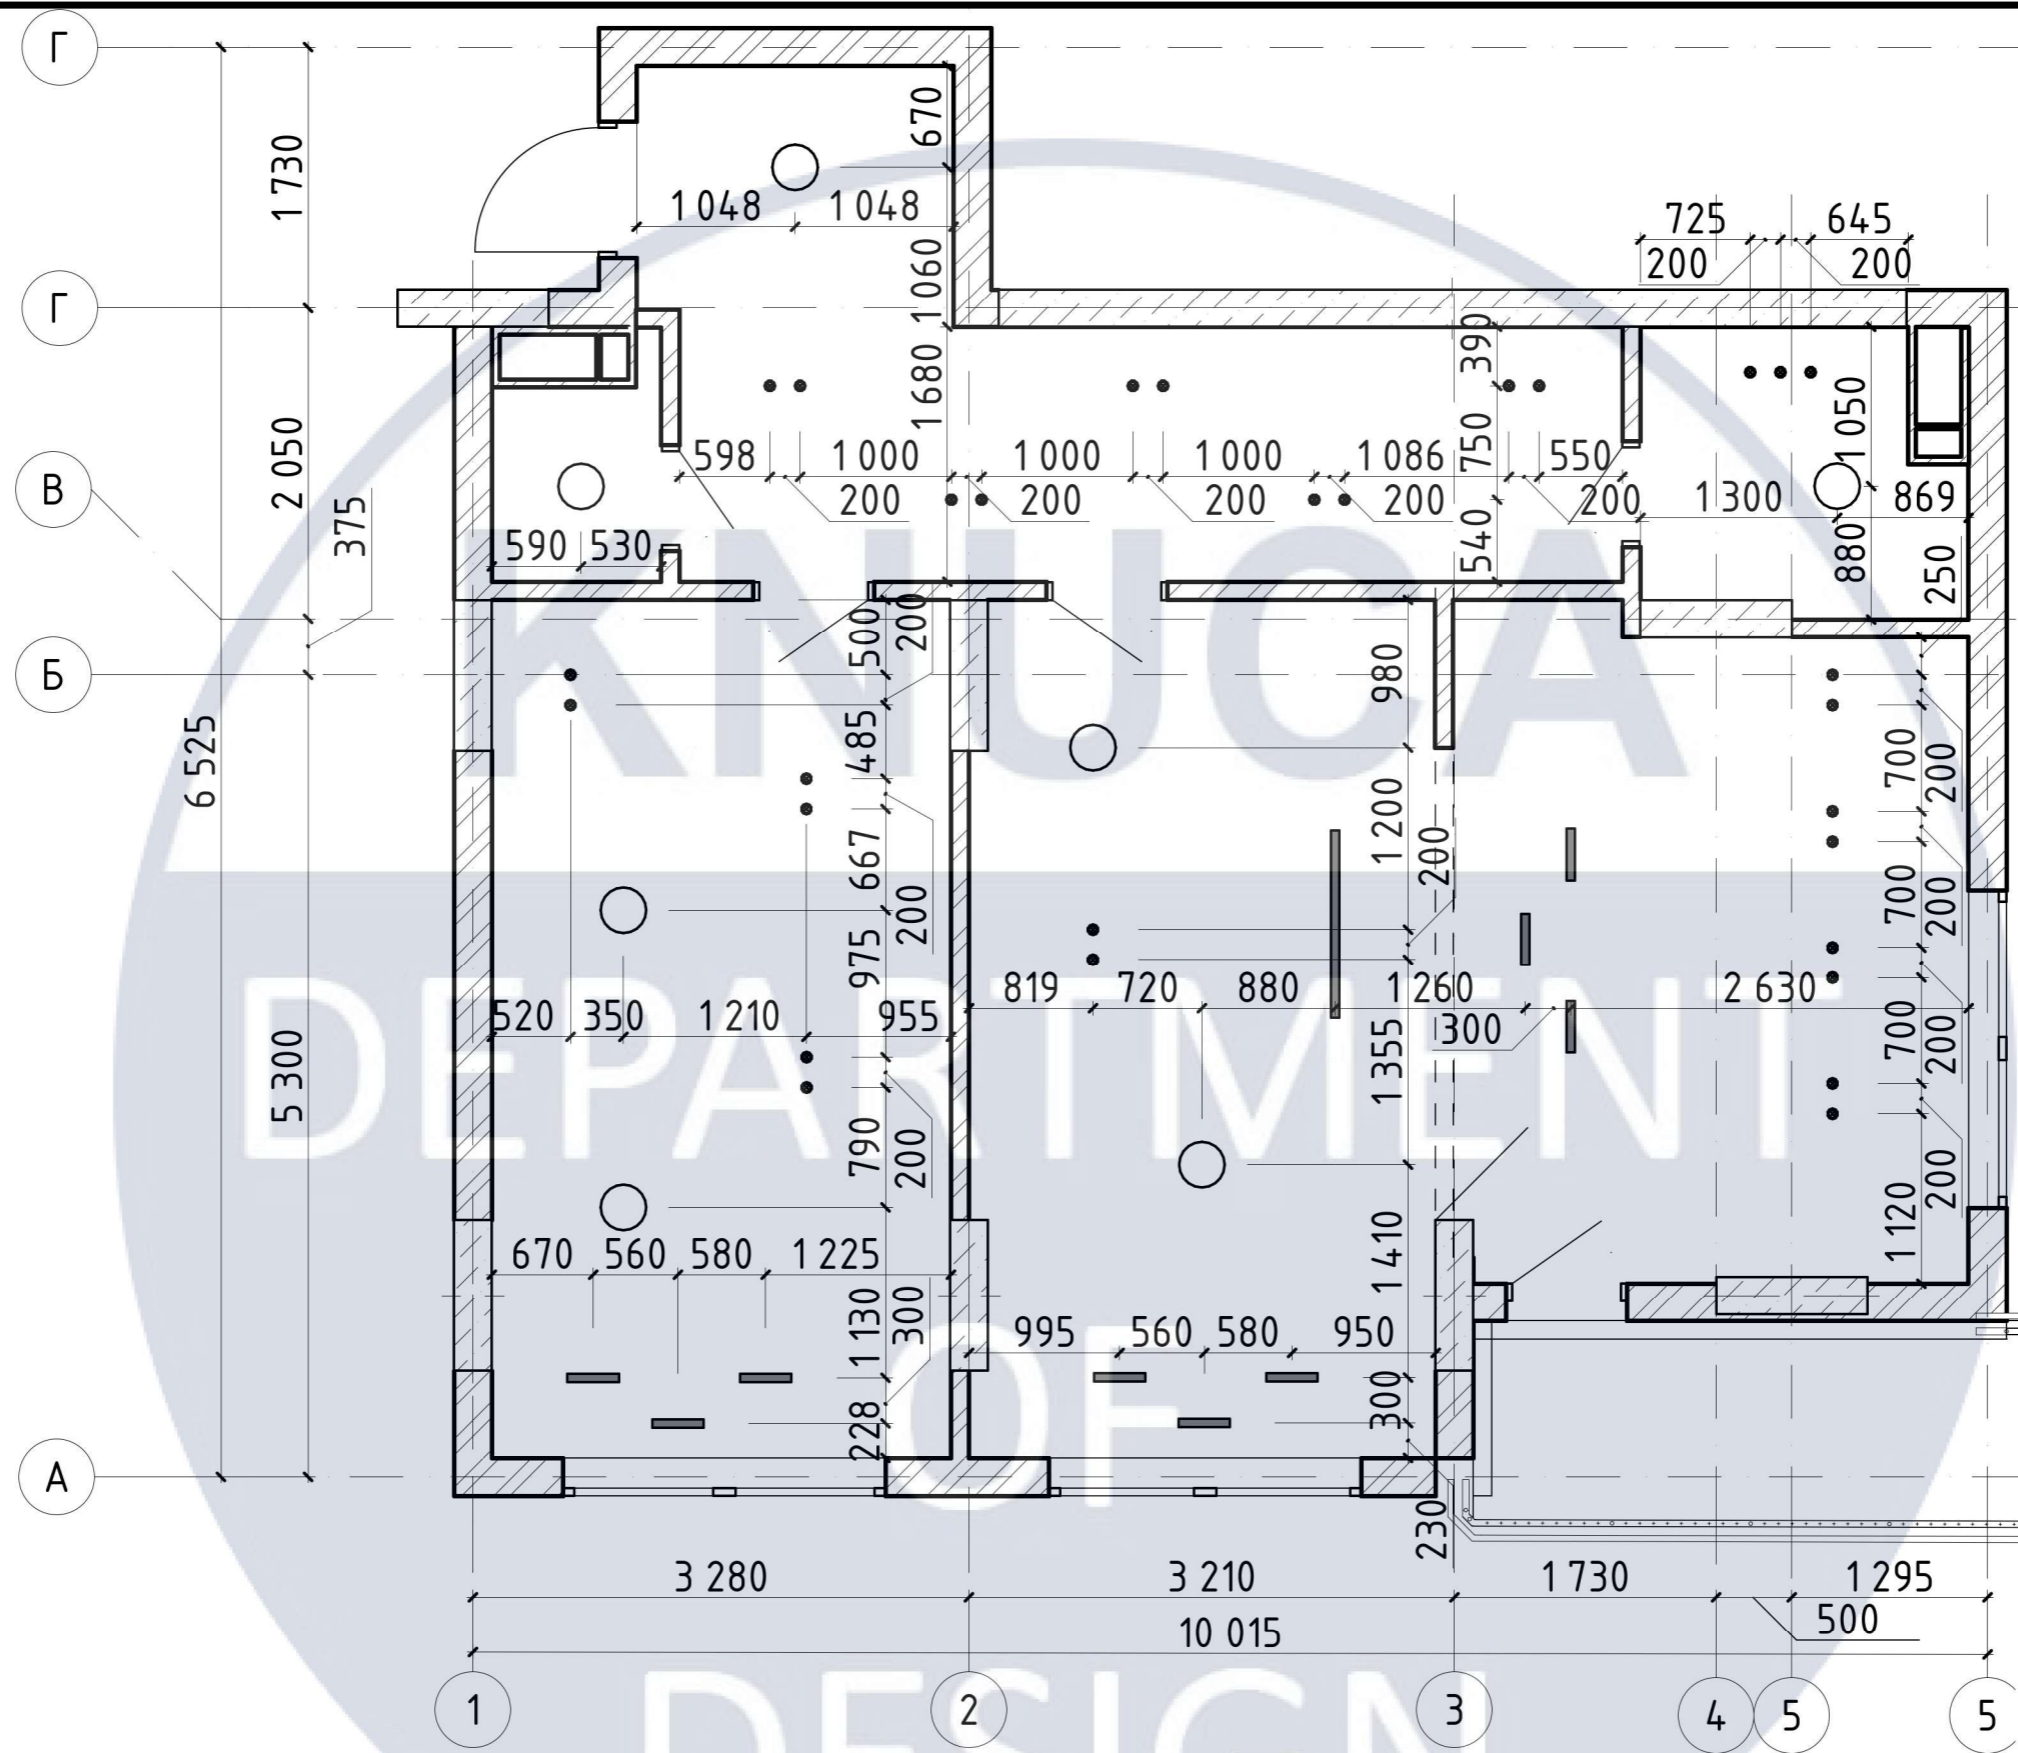 Г
670
1 730
1 048 1 048
725 645
200 200
1 060
Г
390
1 680
1 050
2 050
598 1 000 1 000 1 000 1 086 750 550
В
200 200 200 200 200
1 300 869
375
590 530
540
880
250
500
200
Б
980
485
700
200
6 525
1 200
667
200
200
700
200
975
819 720 880 1 260 2 630
520 350 1 210 955
300
1 355
700
200
5 300
790
200
1 120
200
670 560 580 1 225
1 410
1 130
300
995 560 580 950
300
228
А
230
3 280 3 210 1 730 1 295
500
10 015
1 2 3 4 5 5
KNUCA
DEPARTMENT
OF
DESIGN